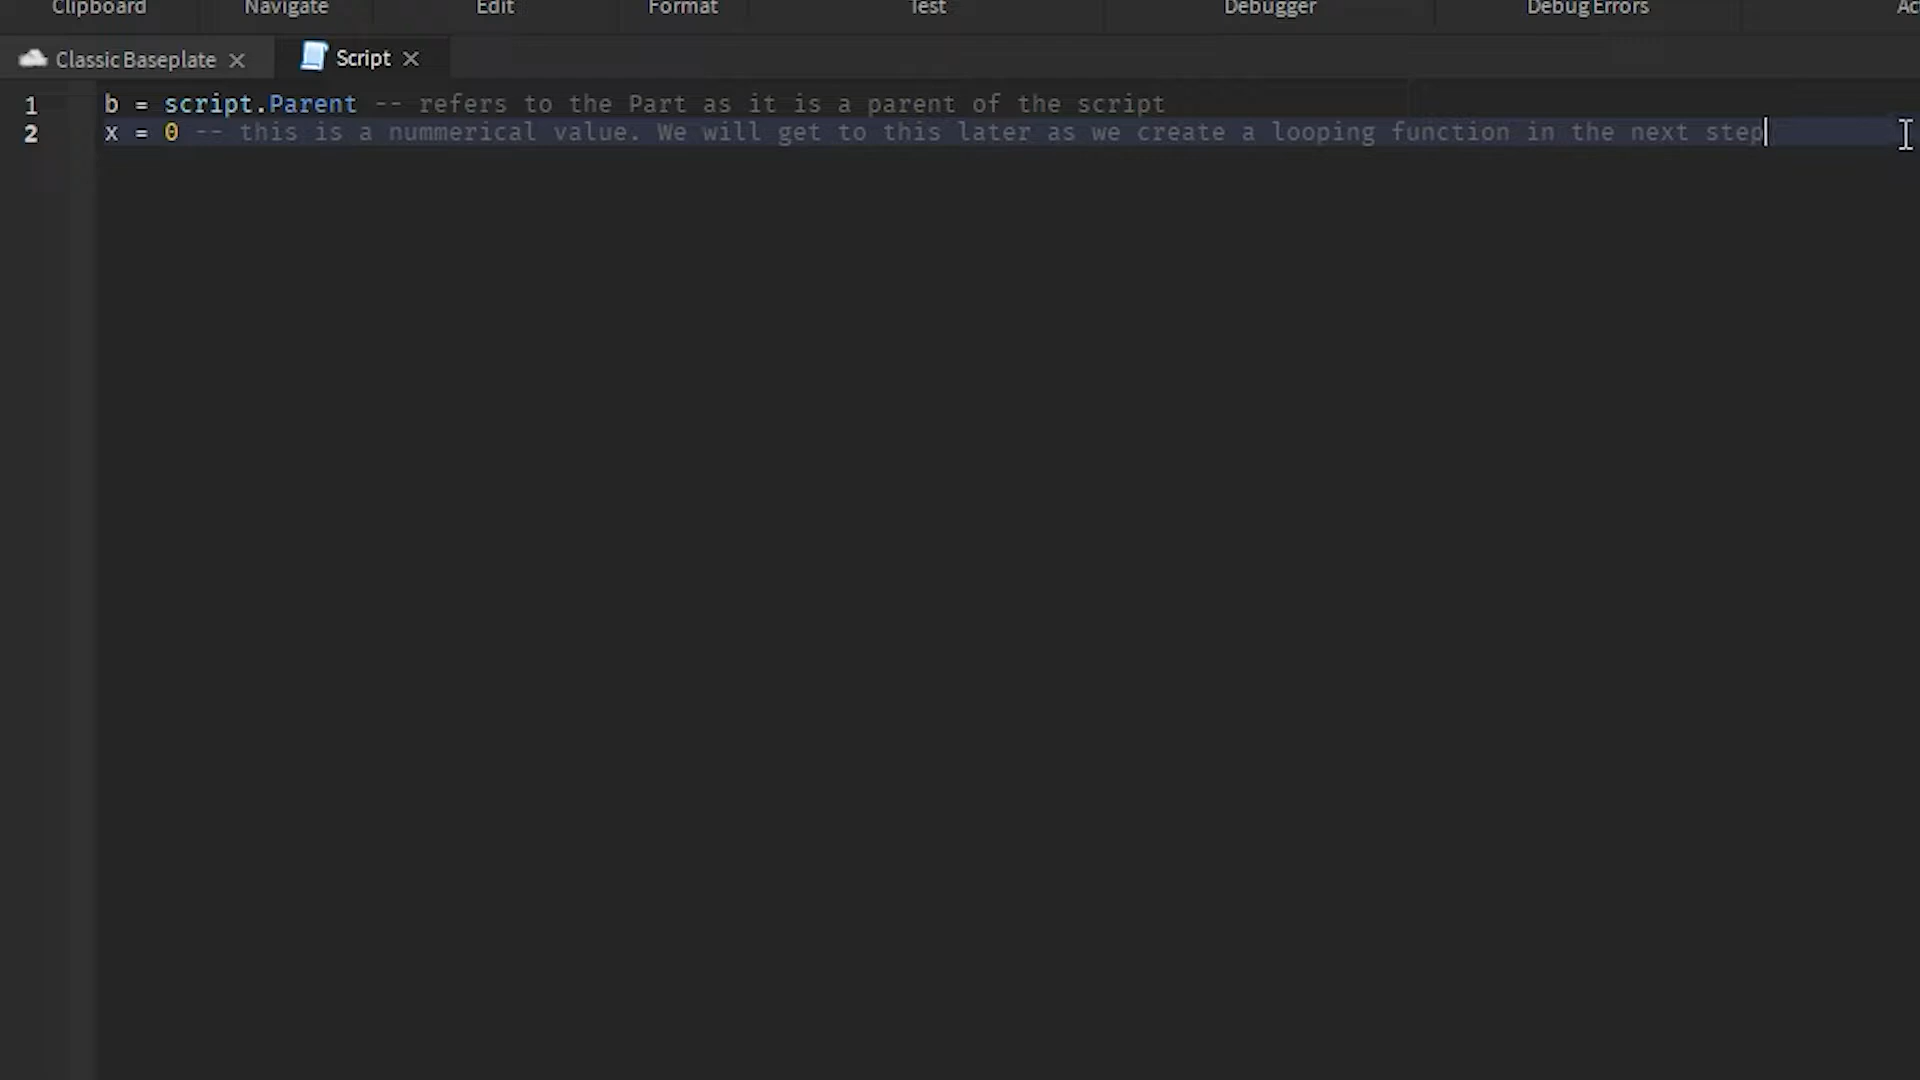 Clipboard Navigate Edit Format Test Debugger Debug Errors
Classic Baseplate Script
1 b = script.Parent -- refers to the Part as it is a parent of the script
2 x = 0 -- this is a nummerical value. We will get to this later as we create a looping function in the next step